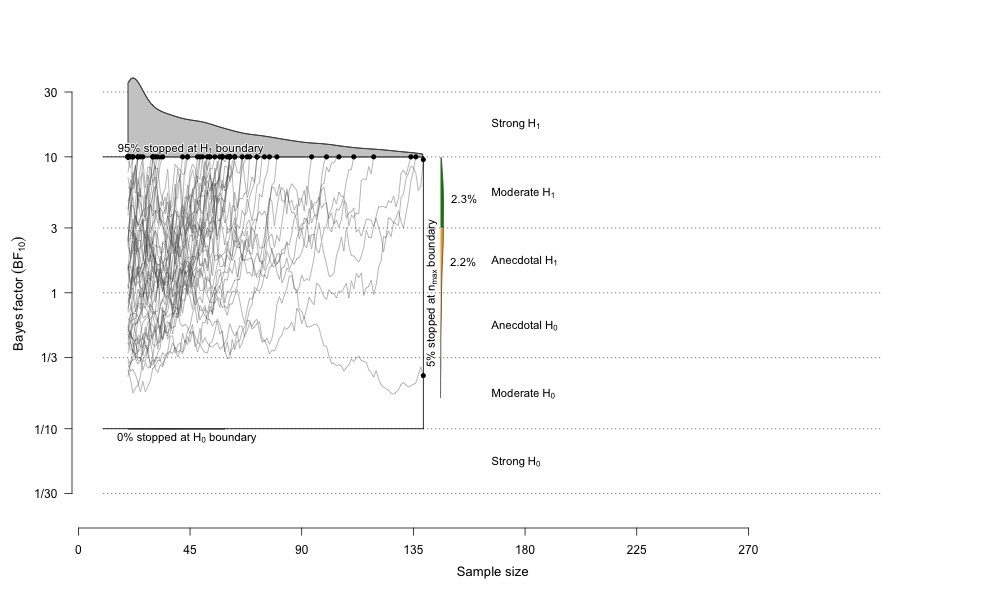 30
Strong H₁
95% stopped at H₁ boundary
10
Moderate H₁
2.3%
3
5% stopped at nₘₐₓ boundary
Bayes factor (BF₁₀)
2.2%
Anecdotal H₁
1
Anecdotal H₀
1/3
Moderate H₀
1/10
0% stopped at H₀ boundary
Strong H₀
1/30
0 45 90 135 180 225 270
Sample size